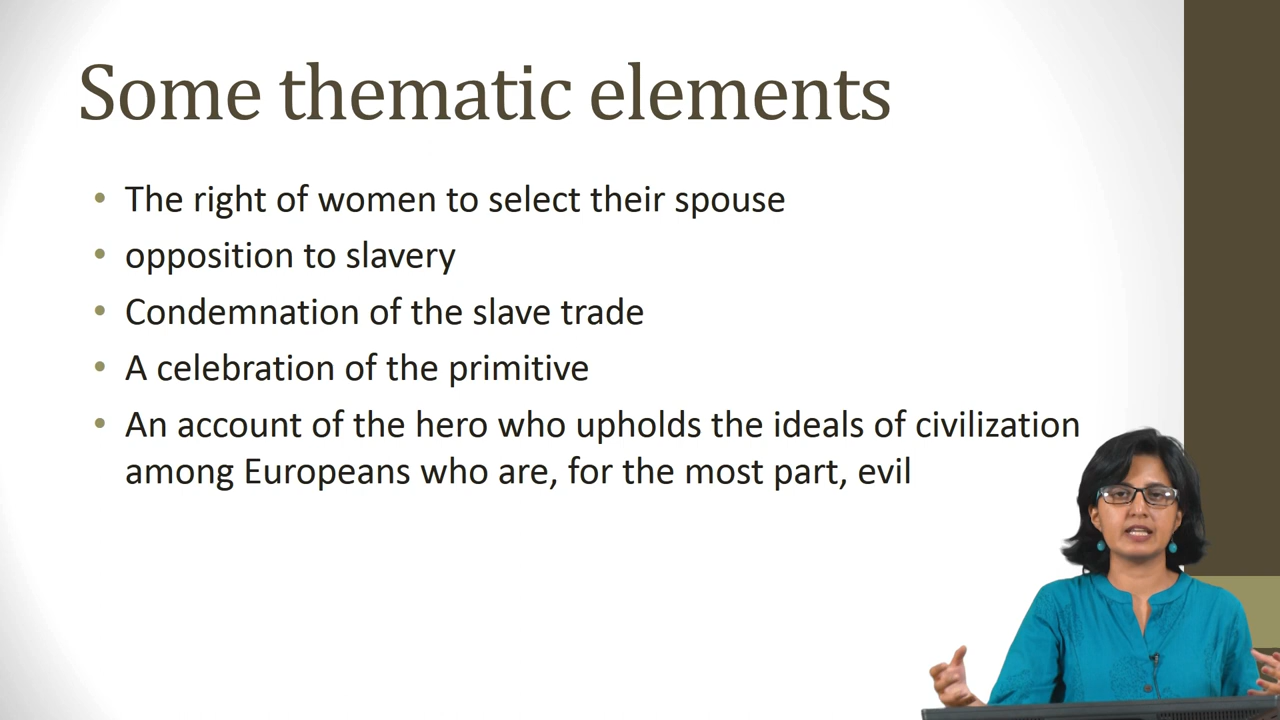 Some thematic elements
• The right of women to select their spouse
• opposition to slavery
• Condemnation of the slave trade
• A celebration of the primitive
• An account of the hero who upholds the ideals of civilization
among Europeans who are, for the most part, evil